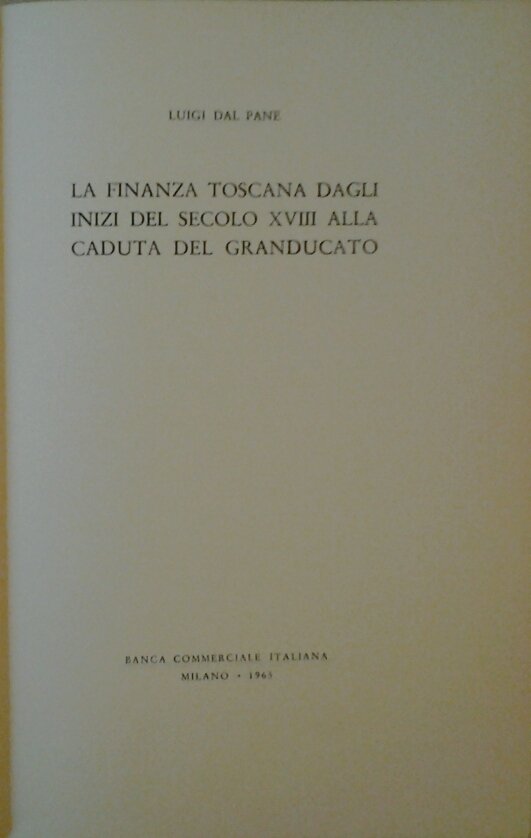 LUIGI DAL PANE
LA FINANZA TOSCANA DAGLI
INIZI DEL SECOLO XVIII ALLA
CADUTA DEL GRANDUCATO
BANCA COMMERCIALE ITALIANA
MILANO • 1965